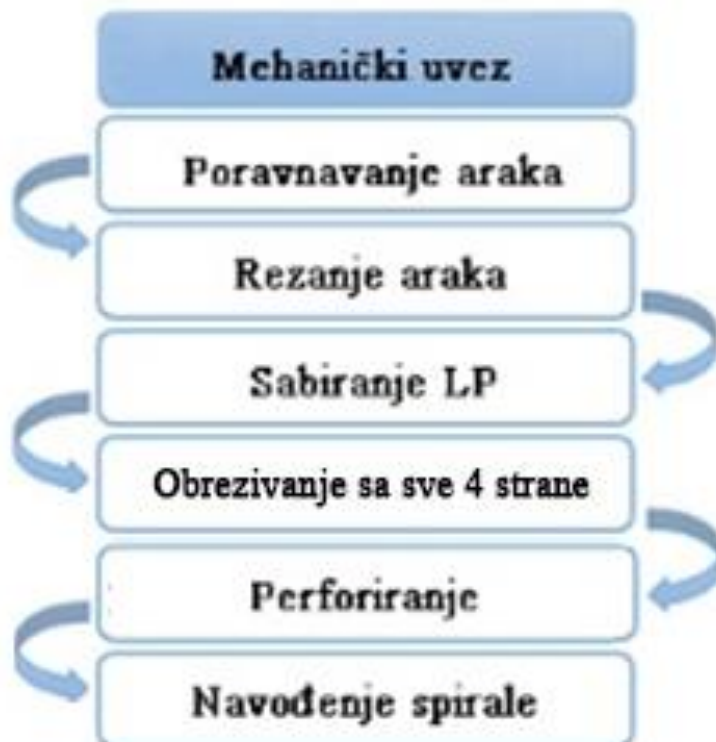 Mehanički uvez
Poravnavanje araka
Rezanje araka
Sabiranje LP
Obrezivanje sa sve 4 strane
Perforiranje
Navođenje spirale